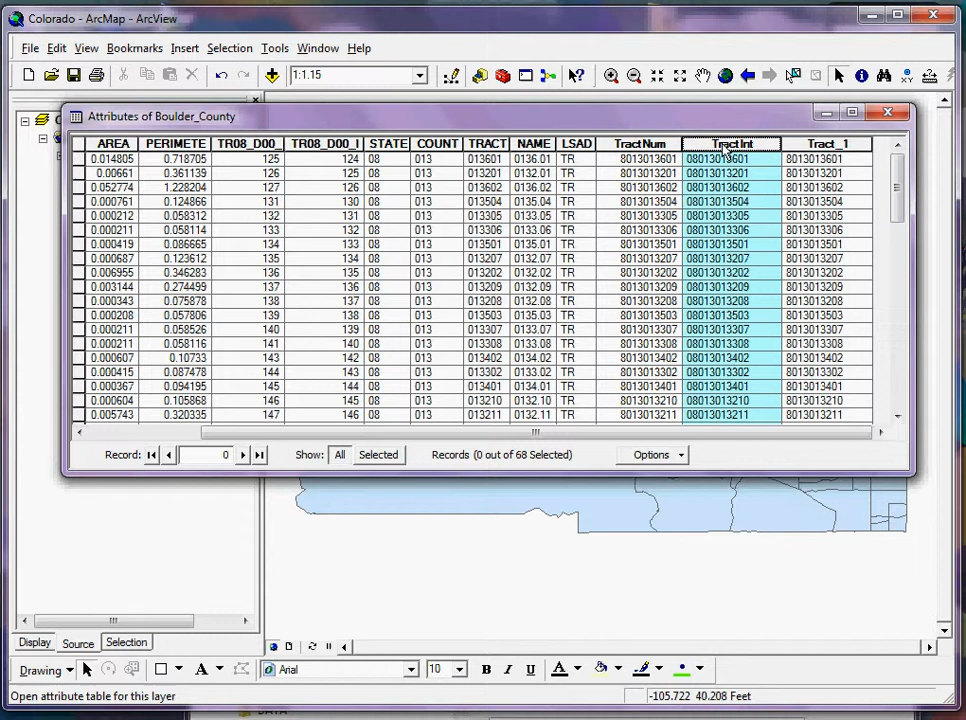 Colorado - ArcMap - ArcView
File Edit View Bookmarks Insert Selection Tools Window Help
1:1.15
Attributes of Boulder_County
AREA PERIMETE TR08_D00_ TR08_D00_I STATE COUNT TRACT NAME LSAD TractNum TractInt Tract_1
0.014805 0.718705 125 124 08 013 013601 0136.01 TR 8013013601 08013013601 8013013601
0.00661 0.361139 126 125 08 013 013201 0132.01 TR 8013013201 08013013201 8013013201
0.052774 1.228204 127 126 08 013 013602 0136.02 TR 8013013602 08013013602 8013013602
0.000761 0.124866 131 130 08 013 013504 0135.04 TR 8013013504 08013013504 8013013504
0.000212 0.058312 132 131 08 013 013305 0133.05 TR 8013013305 08013013305 8013013305
0.000211 0.058114 133 132 08 013 013306 0133.06 TR 8013013306 08013013306 8013013306
0.000419 0.086665 134 133 08 013 013501 0135.01 TR 8013013501 08013013501 8013013501
0.000687 0.123612 135 134 08 013 013207 0132.07 TR 8013013207 08013013207 8013013207
0.006955 0.346283 136 135 08 013 013202 0132.02 TR 8013013202 08013013202 8013013202
0.003144 0.274499 137 136 08 013 013209 0132.09 TR 8013013209 08013013209 8013013209
0.000343 0.075878 138 137 08 013 013208 0132.08 TR 8013013208 08013013208 8013013208
0.000208 0.057806 139 138 08 013 013503 0135.03 TR 8013013503 08013013503 8013013503
0.000211 0.058526 140 139 08 013 013307 0133.07 TR 8013013307 08013013307 8013013307
0.000211 0.058116 141 140 08 013 013308 0133.08 TR 8013013308 08013013308 8013013308
0.000607 0.10733 143 142 08 013 013402 0134.02 TR 8013013402 08013013402 8013013402
0.000415 0.087478 144 143 08 013 013302 0133.02 TR 8013013302 08013013302 8013013302
0.000367 0.094195 145 144 08 013 013401 0134.01 TR 8013013401 08013013401 8013013401
0.000604 0.105868 146 145 08 013 013210 0132.10 TR 8013013210 08013013210 8013013210
0.005743 0.320335 147 146 08 013 013211 0132.11 TR 8013013211 08013013211 8013013211
Record: 0 Show: All Selected Records (0 out of 68 Selected) Options
Display Source Selection
Drawing A Arial 10 B I U A
Open attribute table for this layer -105.722 40.208 Feet